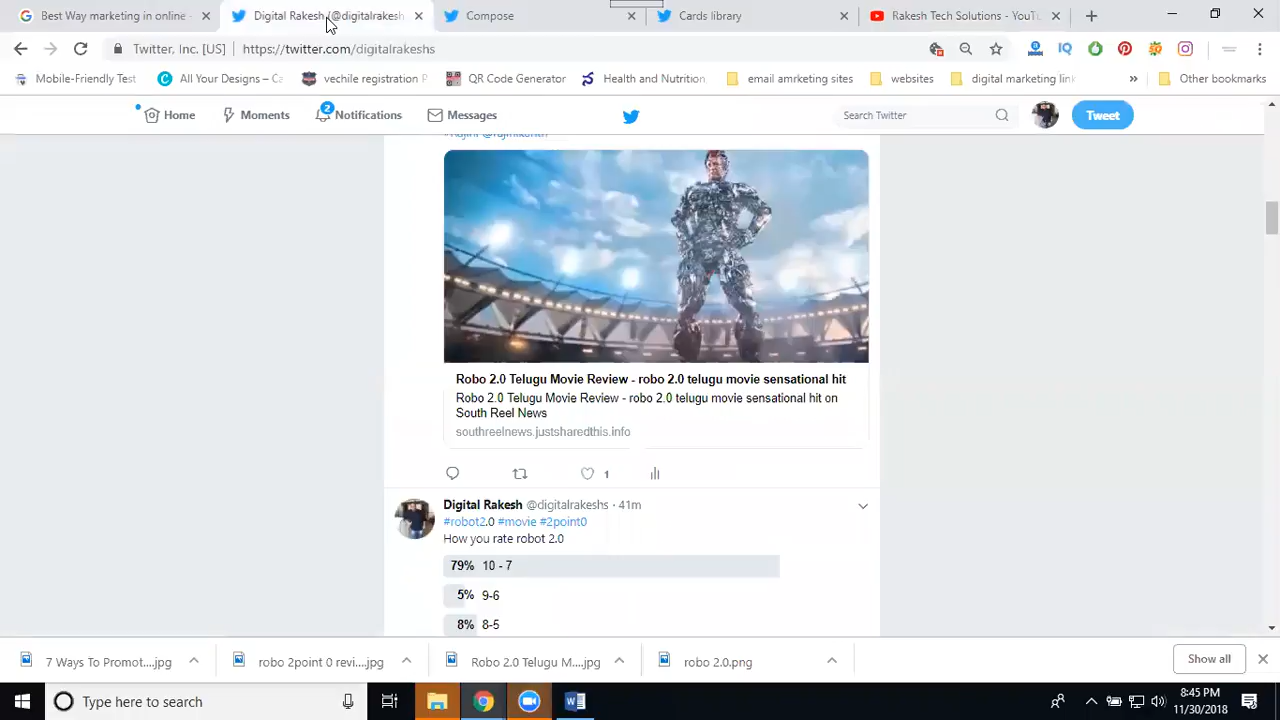 Best Way marketing in online -
Digital Rakesh (@digitalrakesh
Compose
Cards library
Rakesh Tech Solutions - YouTu
Twitter, Inc. [US]
https://twitter.com/digitalrakeshs
Mobile-Friendly Test
All Your Designs – Ca
vechile registration P
QR Code Generator
Health and Nutrition
email amrketing sites
websites
digital marketing link
»
Other bookmarks
Home
Moments
2
Notifications
Messages
Search Twitter
Tweet
Robo 2.0 Telugu Movie Review - robo 2.0 telugu movie sensational hit
Robo 2.0 Telugu Movie Review - robo 2.0 telugu movie sensational hit on
South Reel News
southreelnews.justsharedthis.info
1
Digital Rakesh @digitalrakeshs · 41m
#robot2.0 #movie #2point0
How you rate robot 2.0
79% 10 - 7
5% 9-6
8% 8-5
7 Ways To Promot....jpg
robo 2point 0 revi....jpg
Robo 2.0 Telugu M....jpg
robo 2.0.png
Show all
Type here to search
8:45 PM
11/30/2018